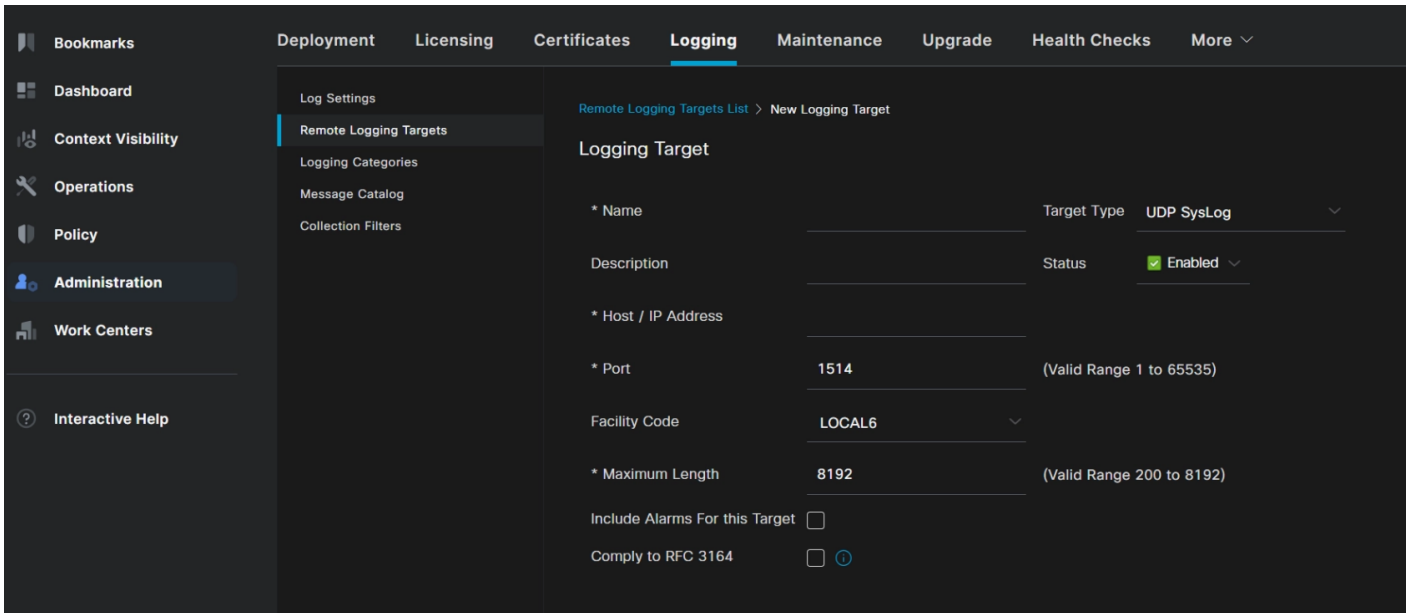 Bookmarks
Dashboard
Context Visibility
Operations
Policy
Administration
Work Centers
Interactive Help
Deployment Licensing Certificates Logging Maintenance Upgrade Health Checks More
Log Settings
Remote Logging Targets
Logging Categories
Message Catalog
Collection Filters
Remote Logging Targets List > New Logging Target
Logging Target
* Name Target Type UDP SysLog
Description Status Enabled
* Host / IP Address
* Port 1514 (Valid Range 1 to 65535)
Facility Code LOCAL6
* Maximum Length 8192 (Valid Range 200 to 8192)
Include Alarms For this Target
Comply to RFC 3164